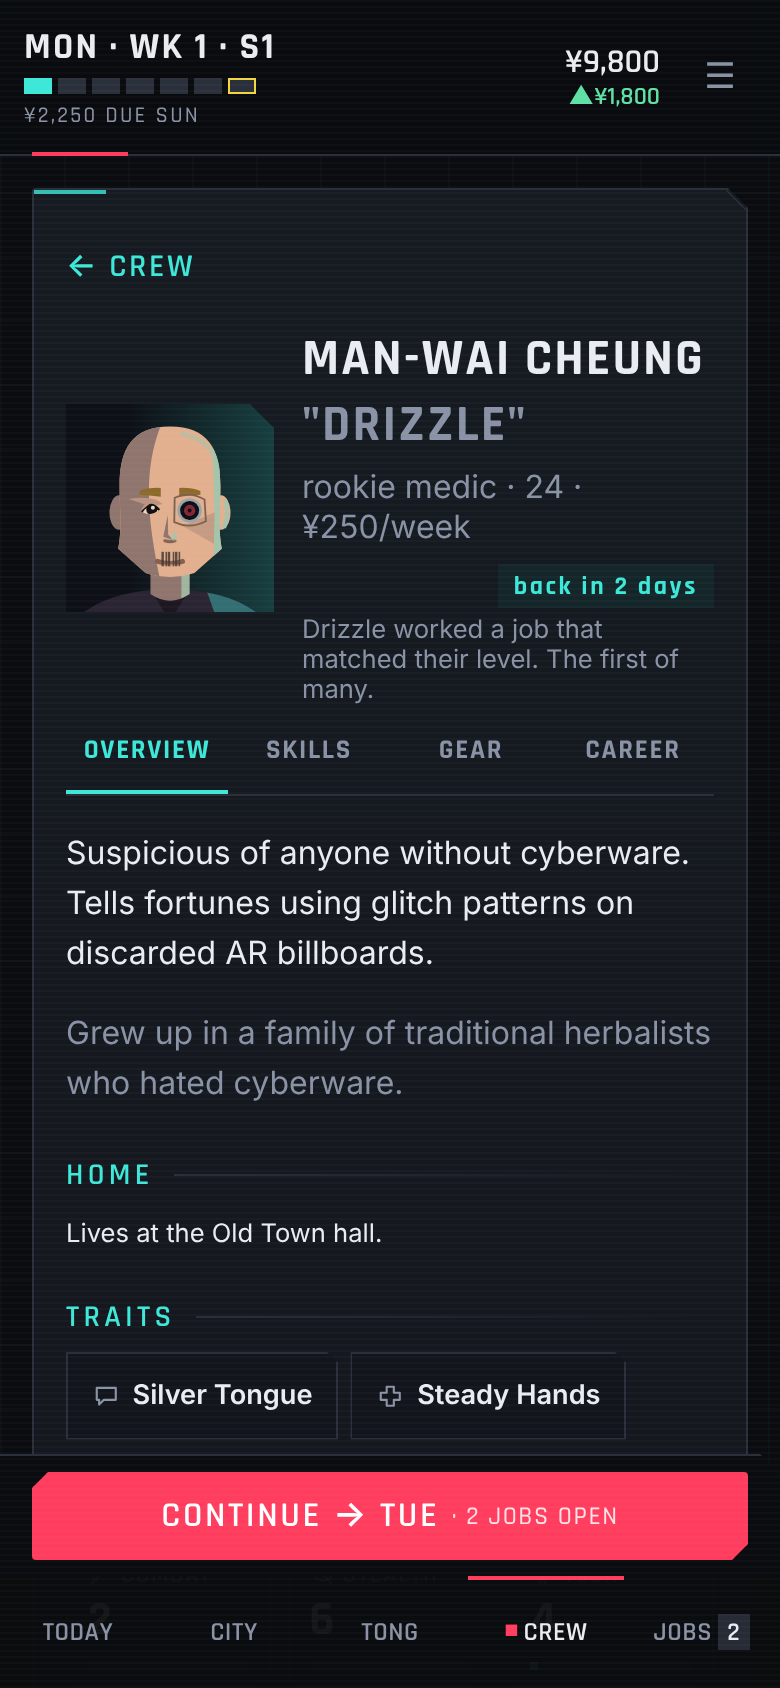 MON · WK 1 · S1
¥2,250 DUE SUN
¥9,800
▲¥1,800
☰
← CREW
MAN-WAI CHEUNG
"DRIZZLE"
rookie medic · 24 ·
¥250/week
back in 2 days
Drizzle worked a job that
matched their level. The first of
many.
OVERVIEW SKILLS GEAR CAREER
Suspicious of anyone without cyberware.
Tells fortunes using glitch patterns on
discarded AR billboards.
Grew up in a family of traditional herbalists
who hated cyberware.
HOME
Lives at the Old Town hall.
TRAITS
Silver Tongue Steady Hands
CONTINUE → TUE · 2 JOBS OPEN
2 6 4
TODAY CITY TONG CREW JOBS 2